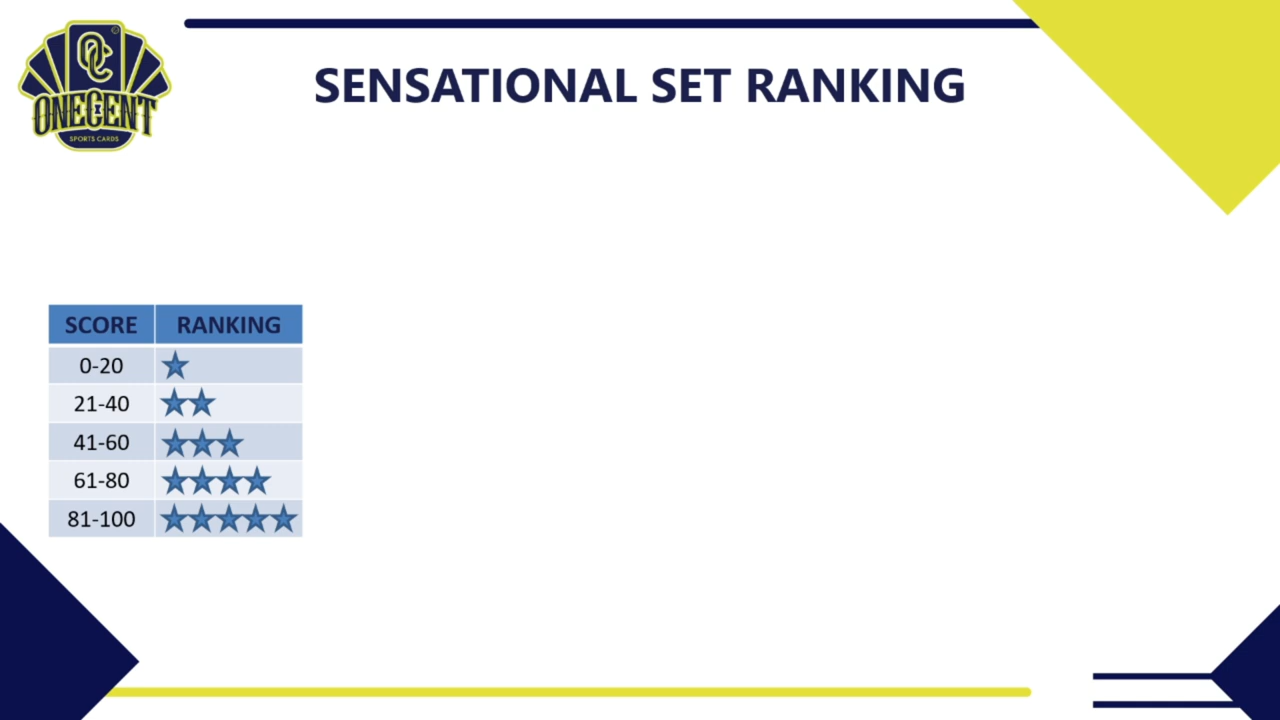 OC
ONECENT
SPORTS CARDS
SENSATIONAL SET RANKING
SCORE RANKING
0-20 ★
21-40 ★★
41-60 ★★★
61-80 ★★★★
81-100 ★★★★★